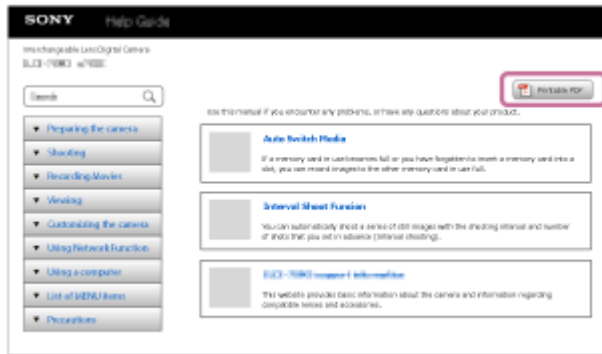 SONY Help Guide
Interchangeable Lens Digital Camera
Search
Printable PDF
Use this manual if you encounter any problems, or have any questions about your product.
▼ Preparing the camera
▼ Shooting
▼ Recording Movies
▼ Viewing
▼ Customizing the camera
▼ Using Network Function
▼ Using a computer
▼ List of MENU items
▼ Precautions
Auto Switch Media
If a memory card in use becomes full or you have forgotten to insert a memory card into a
slot, you can record images to the other memory card in use full.
Interval Shoot Funsion
You can automatically shoot a series of still images with the shooting interval and number
of shots that you set in advance (Interval shooting).
support information
This website provides basic information about the camera and information regarding
compatible lenses and accessories.